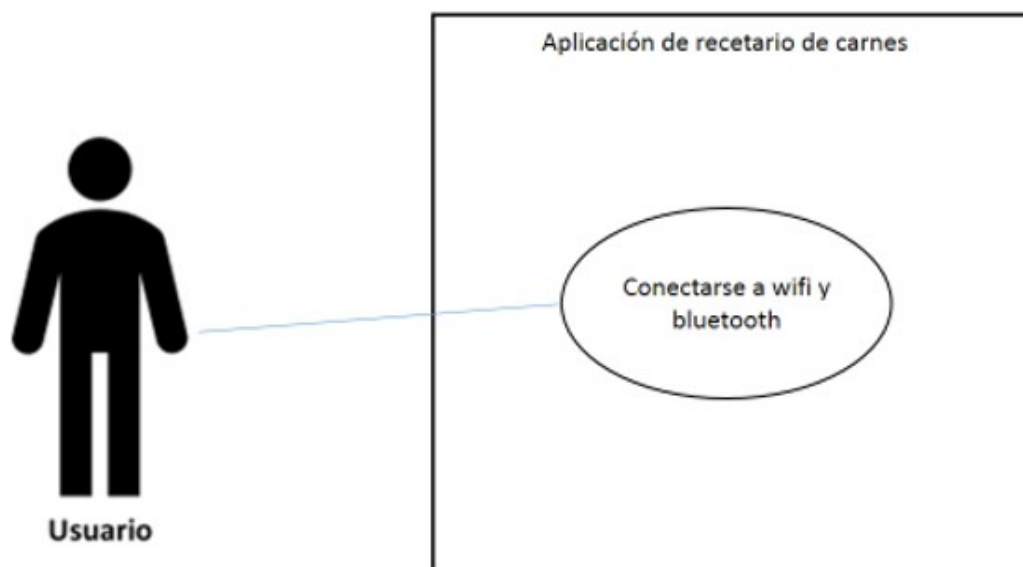 Aplicación de recetario de carnes
Conectarse a wifi y
bluetooth
Usuario